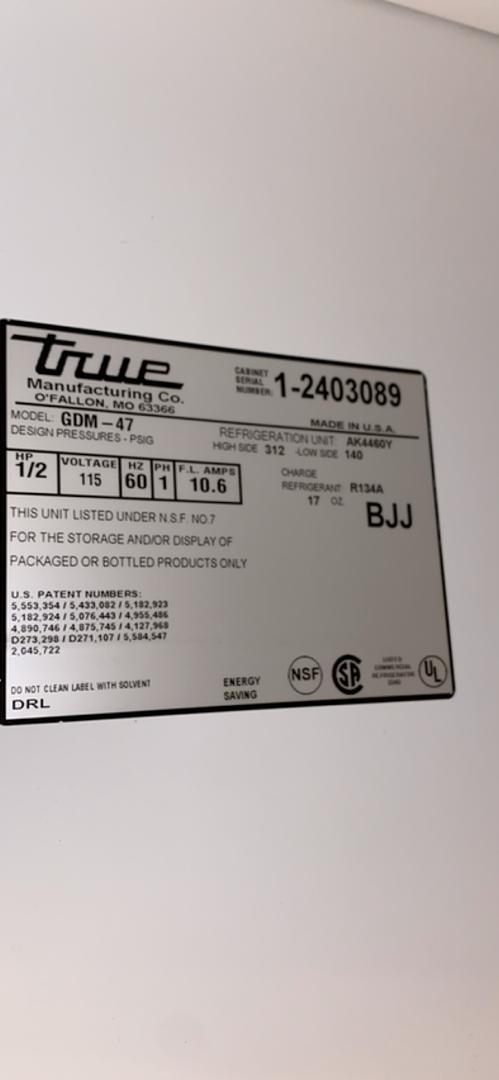 true
Manufacturing Co.
O'FALLON, MO 63366
CABINET
SERIAL
NUMBER: 1-2403089
MADE IN U.S.A.
MODEL: GDM-47
DESIGN PRESSURES - PSIG
REFRIGERATION UNIT: AK4460Y
HIGH SIDE 312 LOW SIDE 140
HP 1/2
VOLTAGE 115
HZ 60
PH 1
F.L. AMPS 10.6
CHARGE
REFRIGERANT R134A
17 OZ.
BJJ
THIS UNIT LISTED UNDER N.S.F. NO.7
FOR THE STORAGE AND/OR DISPLAY OF
PACKAGED OR BOTTLED PRODUCTS ONLY
U.S. PATENT NUMBERS:
5,553,354 / 5,433,082 / 5,182,923
5,182,924 / 5,076,443 / 4,955,486
4,890,746 / 4,875,745 / 4,127,968
D273,298 / D271,107 / 5,584,547
2,045,722
DO NOT CLEAN LABEL WITH SOLVENT
DRL
ENERGY
SAVING
NSF
SA
LISTED
COMMERCIAL
REFRIGERATOR
UL